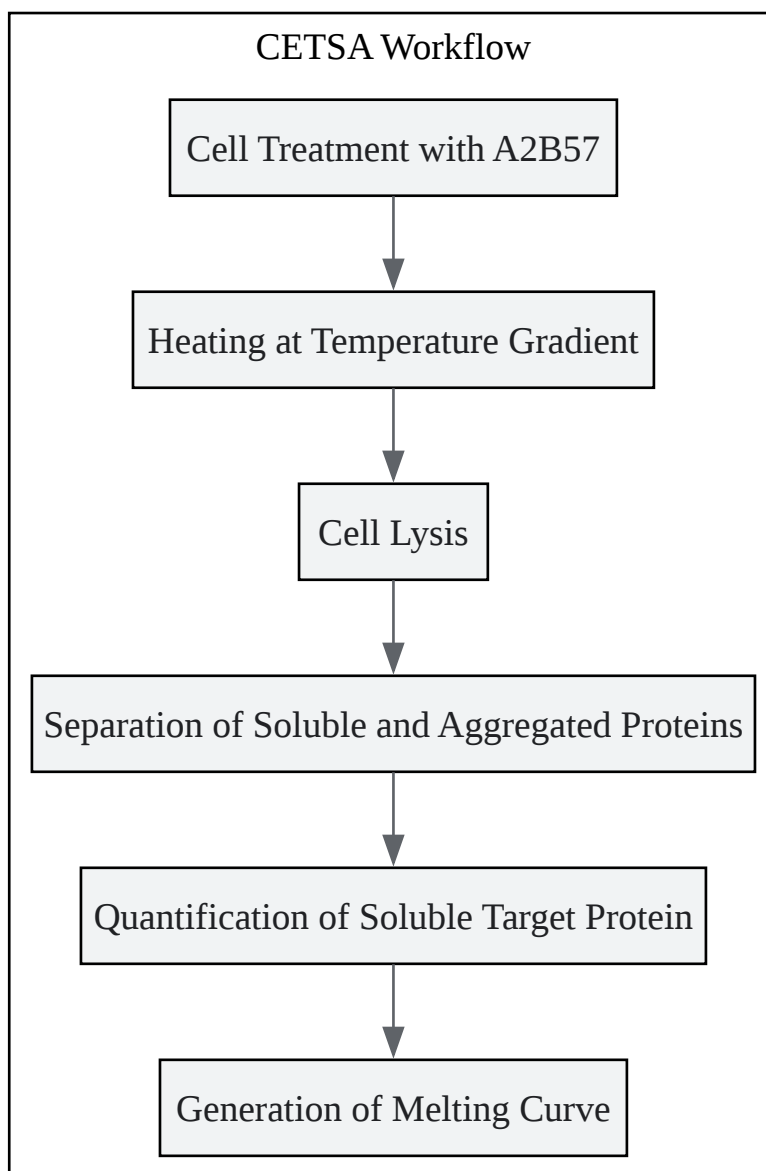 CETSA Workflow
Cell Treatment with A2B57
Heating at Temperature Gradient
Cell Lysis
Separation of Soluble and Aggregated Proteins
Quantification of Soluble Target Protein
Generation of Melting Curve